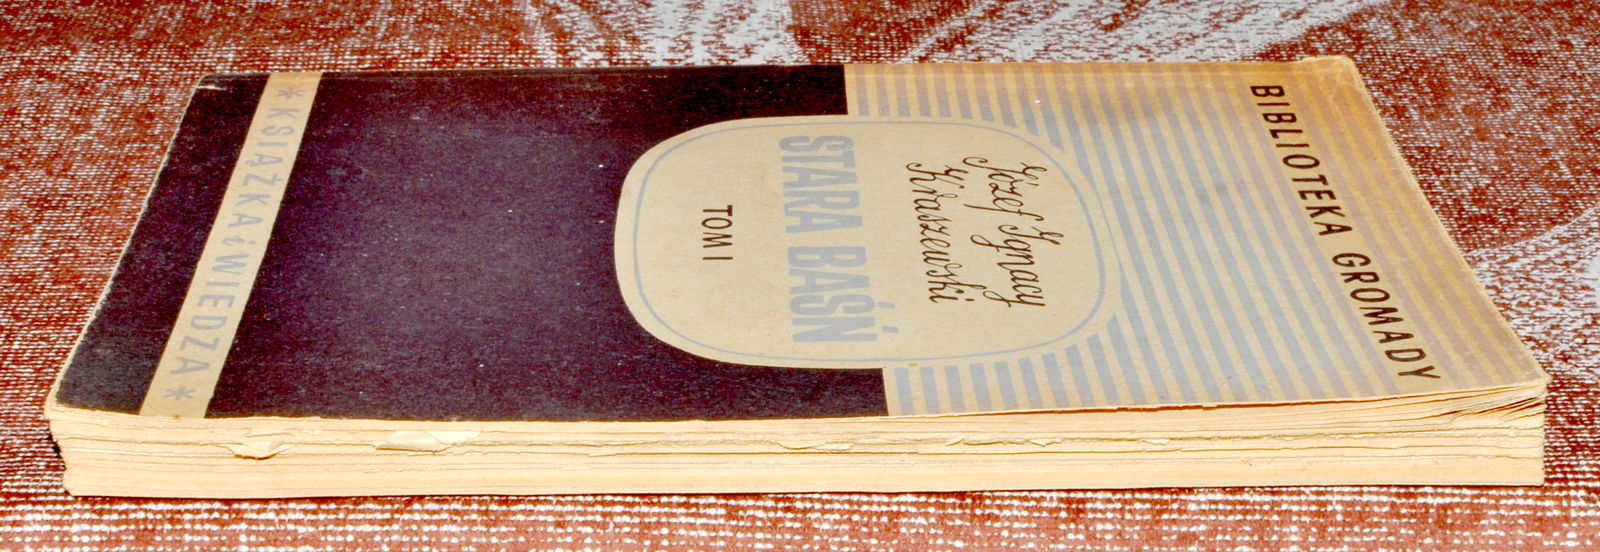 BIBLIOTEKA GROMADY
Józef Ignacy
Kraszewski
STARA BAŚŃ
TOM I
* KSIĄŻKA i WIEDZA *